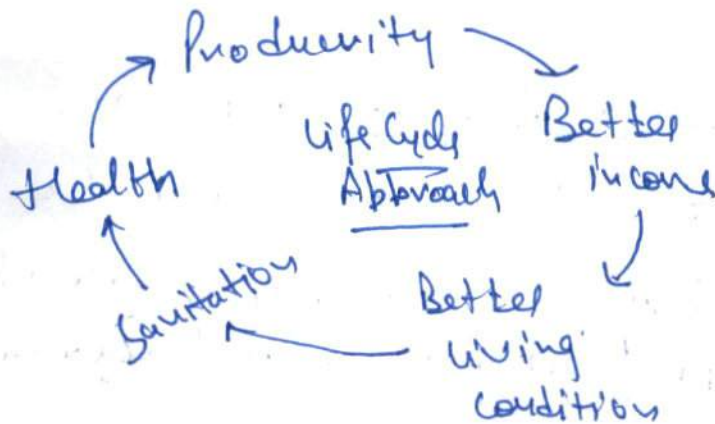 Productivity
Life Cycle
Approach
Better
income
Health
Sanitation
Better
living
condition